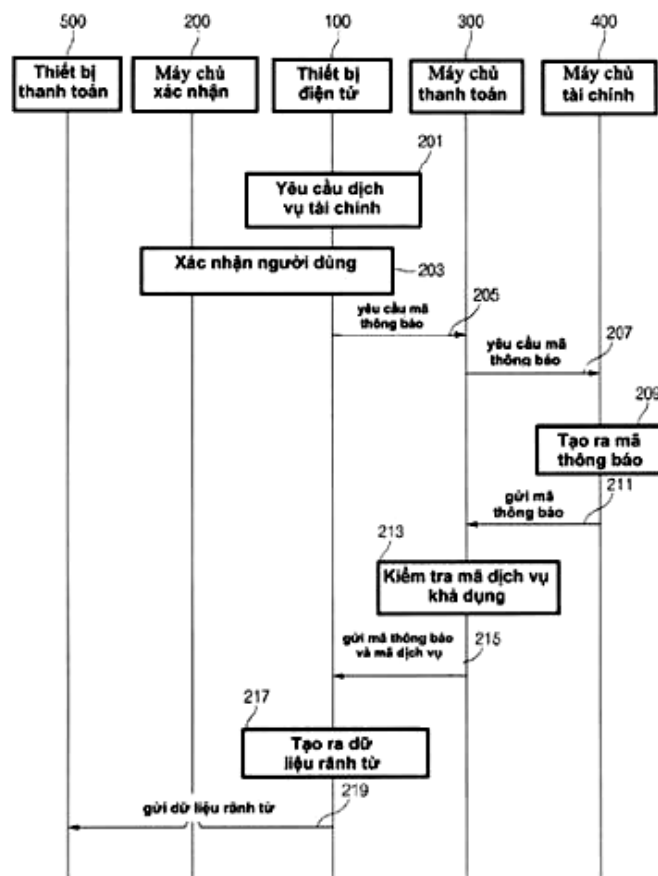 500
200
100
300
400
Thiết bị
thanh toán
Máy chủ
xác nhận
Thiết bị
điện tử
Máy chủ
thanh toán
Máy chủ
tài chính
201
Yêu cầu dịch
vụ tài chính
Xác nhận người dùng
203
yêu cầu mã
thông báo
205
yêu cầu mã
thông báo
207
209
Tạo ra mã
thông báo
gửi mã
thông báo
211
213
Kiểm tra mã dịch vụ
khả dụng
gửi mã thông báo
và mã dịch vụ
215
217
Tạo ra dữ
liệu rãnh từ
gửi dữ liệu rãnh từ
219